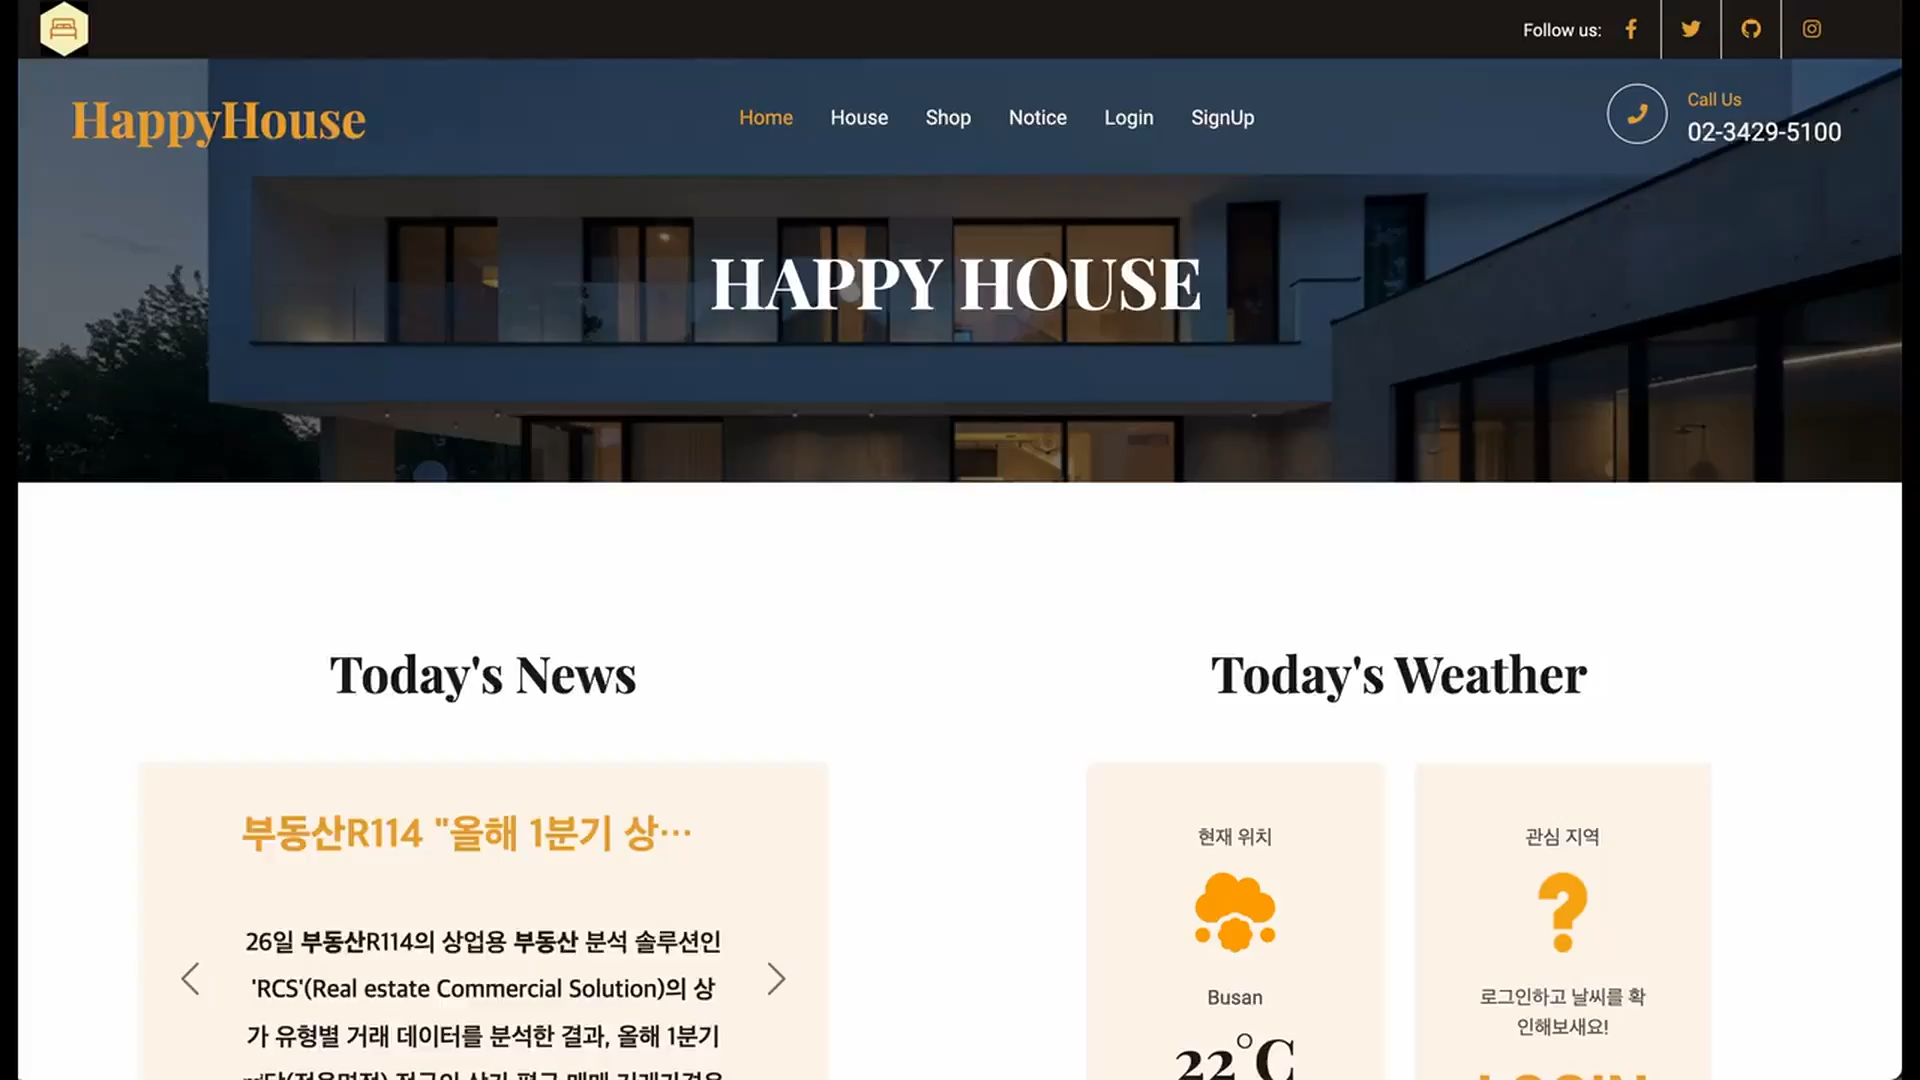 Follow us:
HappyHouse
Home House Shop Notice Login SignUp
Call Us
02-3429-5100
HAPPY HOUSE
Today's News
Today's Weather
부동산R114 "올해 1분기 상…
26일 부동산R114의 상업용 부동산 분석 솔루션인
'RCS'(Real estate Commercial Solution)의 상
가 유형별 거래 데이터를 분석한 결과, 올해 1분기
현재 위치
Busan
22°C
관심 지역
로그인하고 날씨를 확
인해보새요!
LOGIN